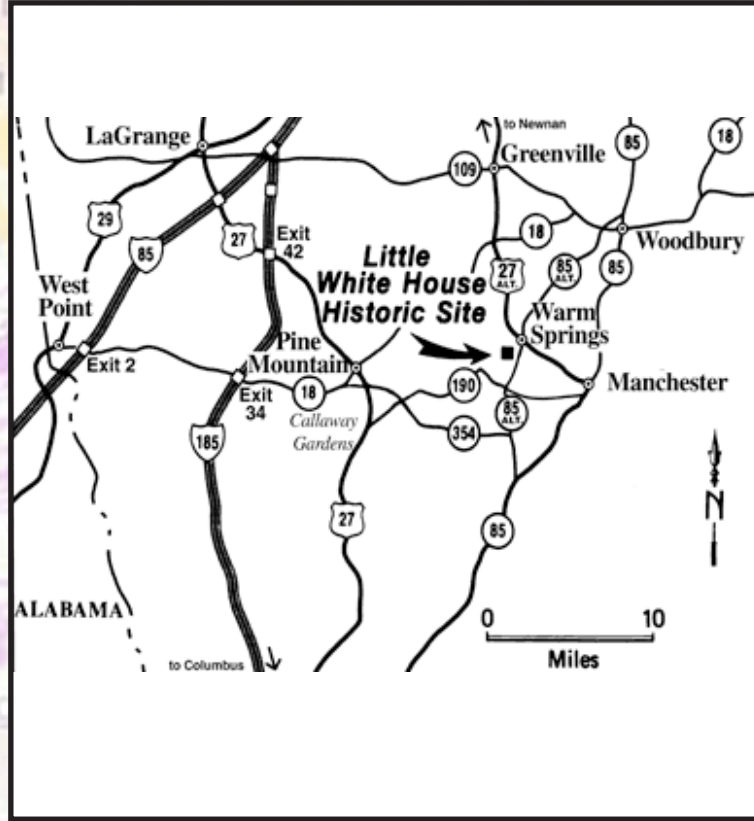 to Newnan
LaGrange
Greenville
85
18
109
29
27
Exit
42
85
18
Woodbury
Little
White House
Historic Site
27
ALT.
85
ALT.
85
West
Point
Warm
Springs
Exit 2
Pine
Mountain
Exit
34
18
190
Manchester
85
ALT.
Callaway
Gardens
354
185
N
27
85
ALABAMA
0 10
Miles
to Columbus